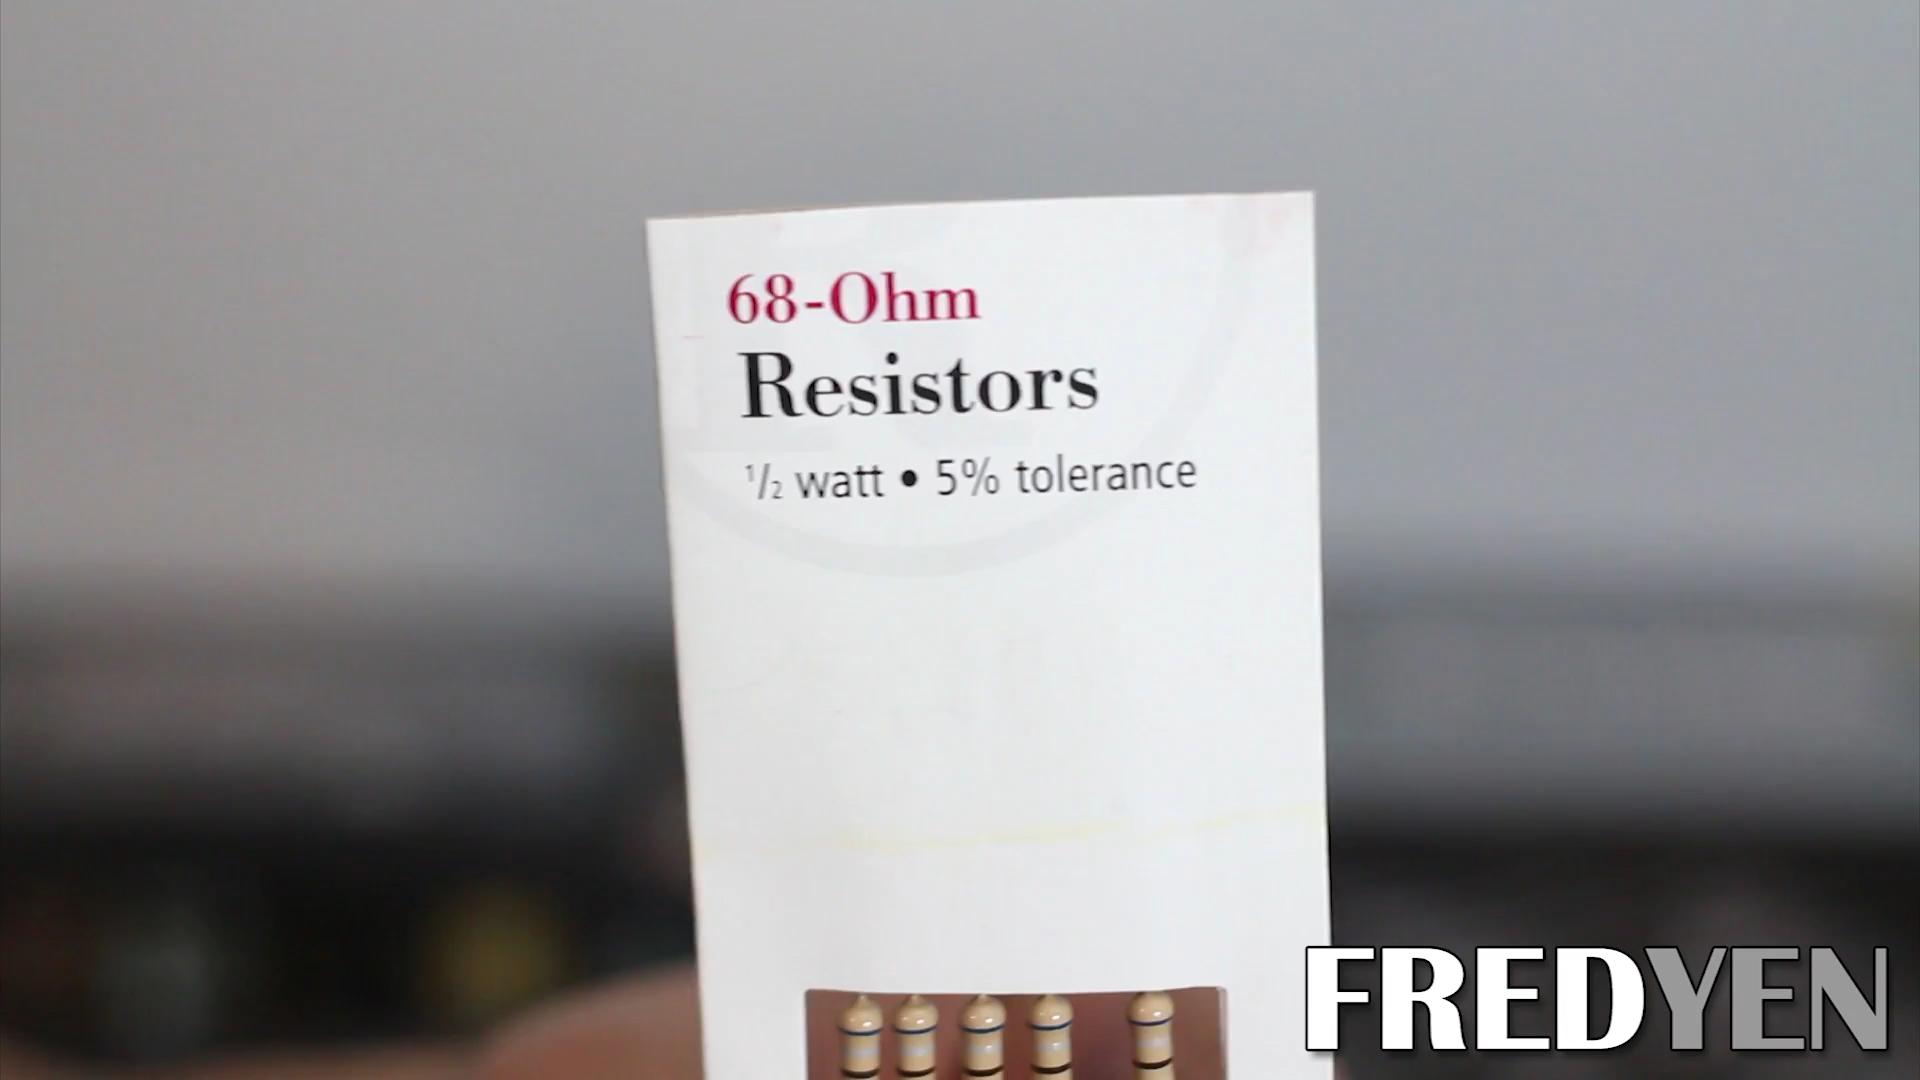 68-Ohm
Resistors
1/2 watt • 5% tolerance
FREDYEN